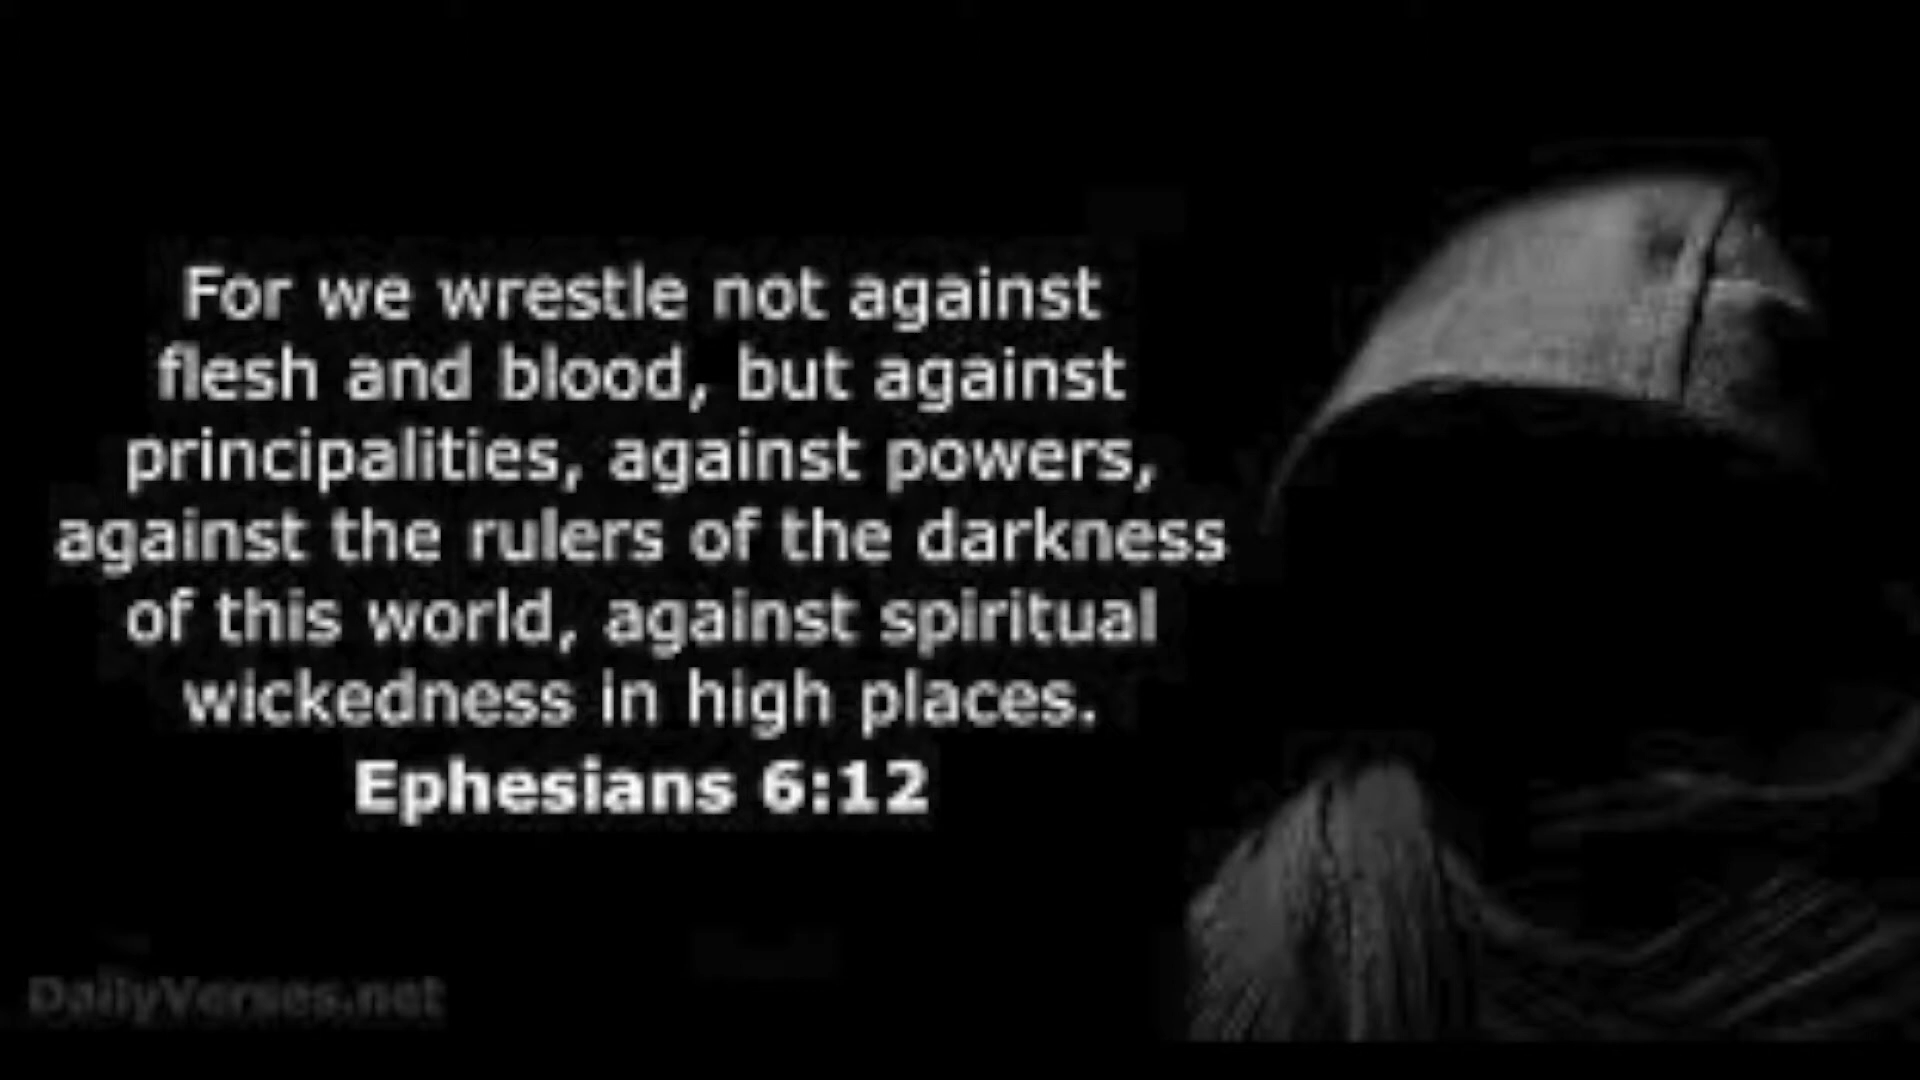 For we wrestle not against
flesh and blood, but against
principalities, against powers,
against the rulers of the darkness
of this world, against spiritual
wickedness in high places.
Ephesians 6:12
DailyVerses.net